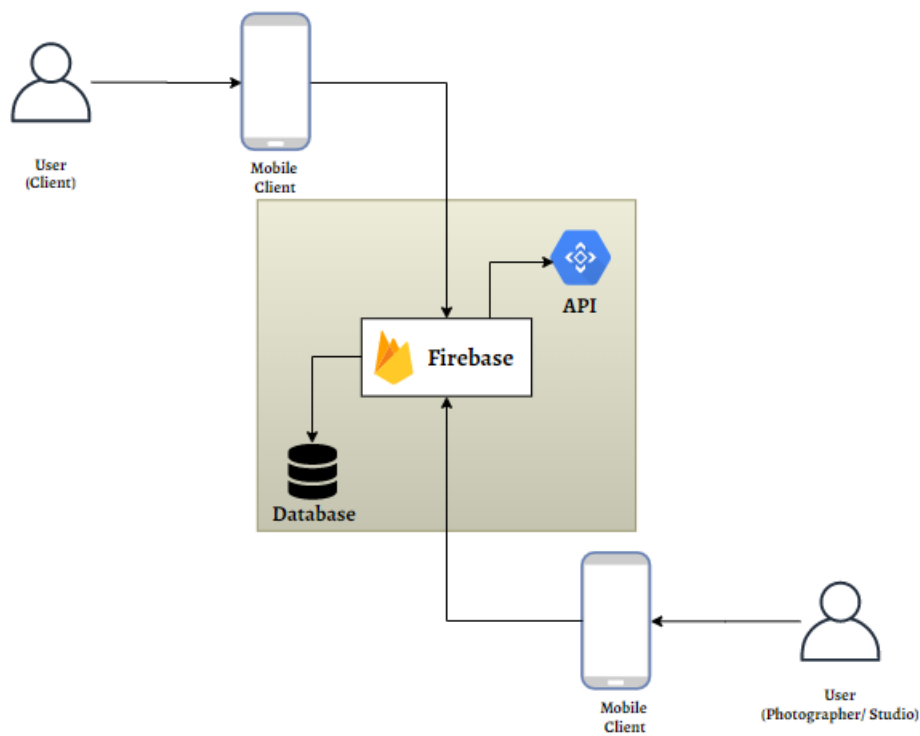 User
(Client)
Mobile
Client
API
Firebase
Database
Mobile
Client
User
(Photographer/ Studio)